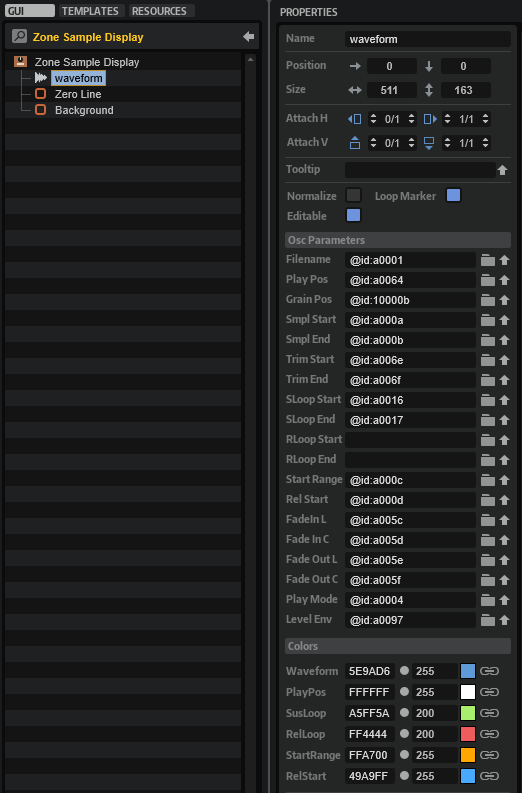 GUI TEMPLATES RESOURCES
Zone Sample Display
Zone Sample Display
waveform
Zero Line
Background
PROPERTIES
Name waveform
Position 0 0
Size 511 163
Attach H 0/1 1/1
Attach V 0/1 1/1
Tooltip
Normalize Loop Marker
Editable
Osc Parameters
Filename @id:a0001
Play Pos @id:a0064
Grain Pos @id:10000b
Smpl Start @id:a000a
Smpl End @id:a000b
Trim Start @id:a006e
Trim End @id:a006f
SLoop Start @id:a0016
SLoop End @id:a0017
RLoop Start
RLoop End
Start Range @id:a000c
Rel Start @id:a000d
FadeIn L @id:a005c
Fade In C @id:a005d
Fade Out L @id:a005e
Fade Out C @id:a005f
Play Mode @id:a0004
Level Env @id:a0097
Colors
Waveform 5E9AD6 255
PlayPos FFFFFF 255
SusLoop A5FF5A 200
RelLoop FF4444 200
StartRange FFA700 255
RelStart 49A9FF 255